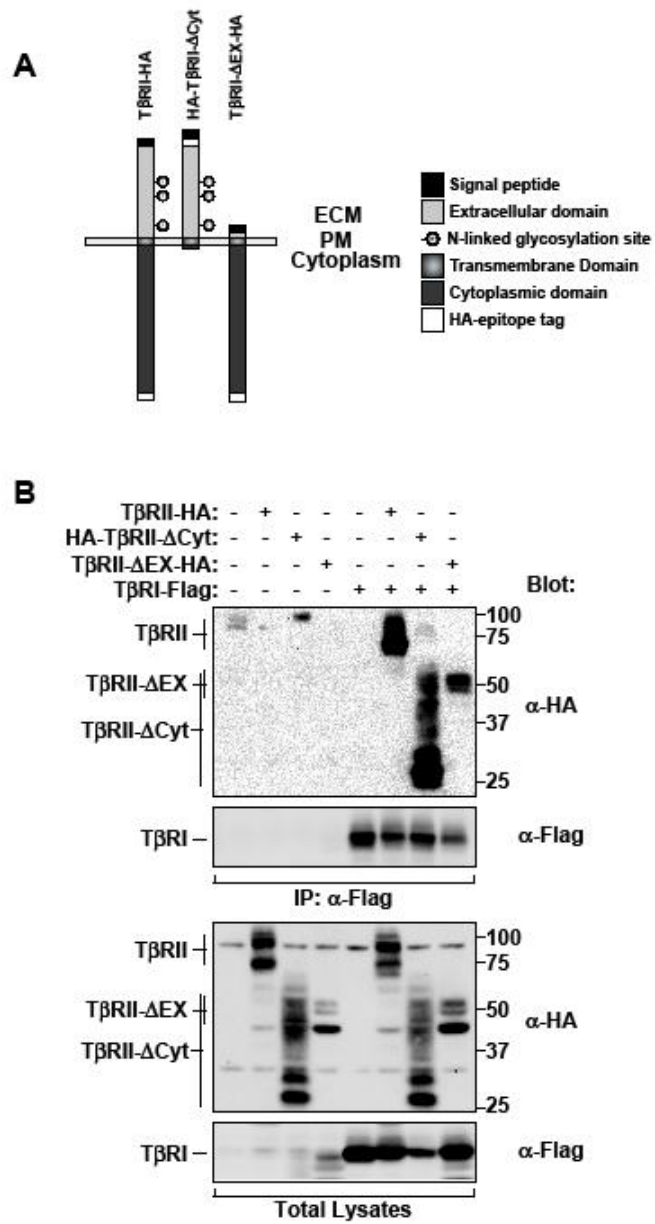 A
TβRII-HA
HA-TβRII-ΔCyt
TβRII-ΔEX-HA
ECM
PM
Cytoplasm
Signal peptide
Extracellular domain
N-linked glycosylation site
Transmembrane Domain
Cytoplasmic domain
HA-epitope tag
B
TβRII-HA: - + - - - + - -
HA-TβRII-ΔCyt: - - + - - - + -
TβRII-ΔEX-HA: - - - + - - - +
TβRI-Flag: - - - - + + + +
Blot:
TβRII
TβRII-ΔEX
TβRII-ΔCyt
100
75
50
37
25
α-HA
TβRI
α-Flag
IP: α-Flag
TβRII
TβRII-ΔEX
TβRII-ΔCyt
100
75
50
37
25
α-HA
TβRI
α-Flag
Total Lysates